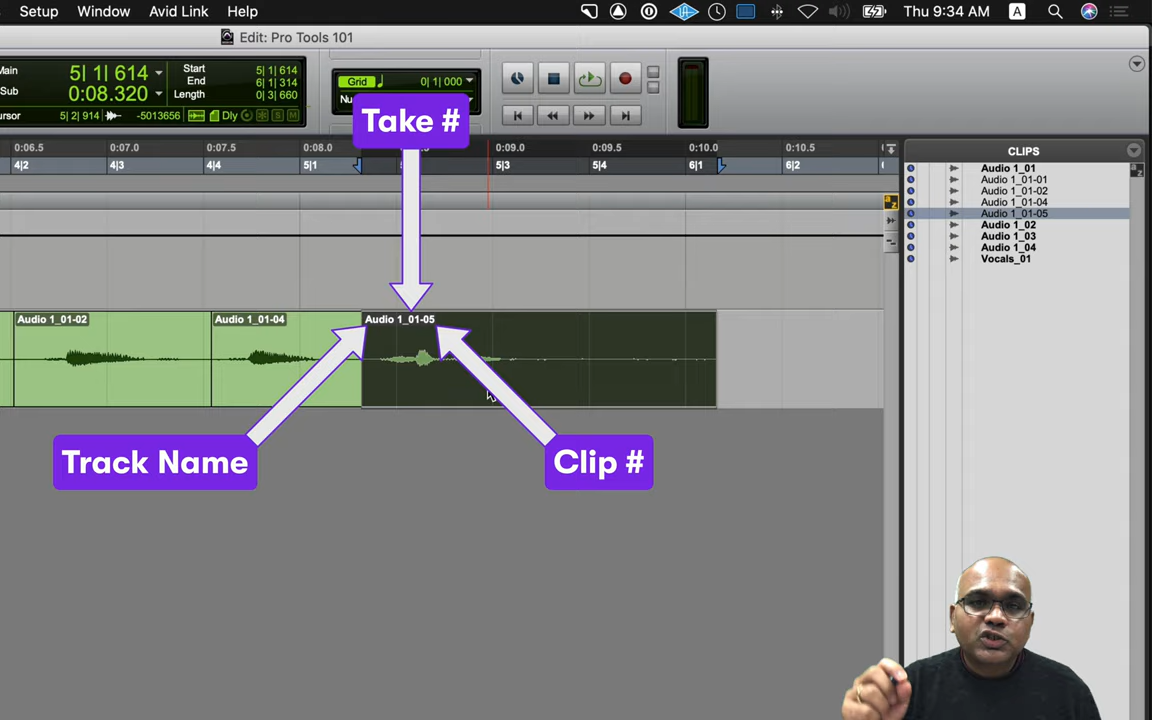 Setup Window Avid Link Help Thu 9:34 AM A
Edit: Pro Tools 101
Main 5| 1| 614
Sub 0:08.320
Start 5| 1| 614
End 6| 1| 314
Length 0| 3| 660
Cursor 5| 2| 914 -5013656 Dly S M
Grid 0| 1| 000
Take #
0:06.5 0:07.0 0:07.5 0:08.0 0:09.0 0:09.5 0:10.0 0:10.5
4|2 4|3 4|4 5|1 5|3 5|4 6|1 6|2
CLIPS
Audio 1_01
Audio 1_01-01
Audio 1_01-02
Audio 1_01-04
Audio 1_01-05
Audio 1_02
Audio 1_03
Audio 1_04
Vocals_01
Audio 1_01-02 Audio 1_01-04 Audio 1_01-05
Track Name Clip #